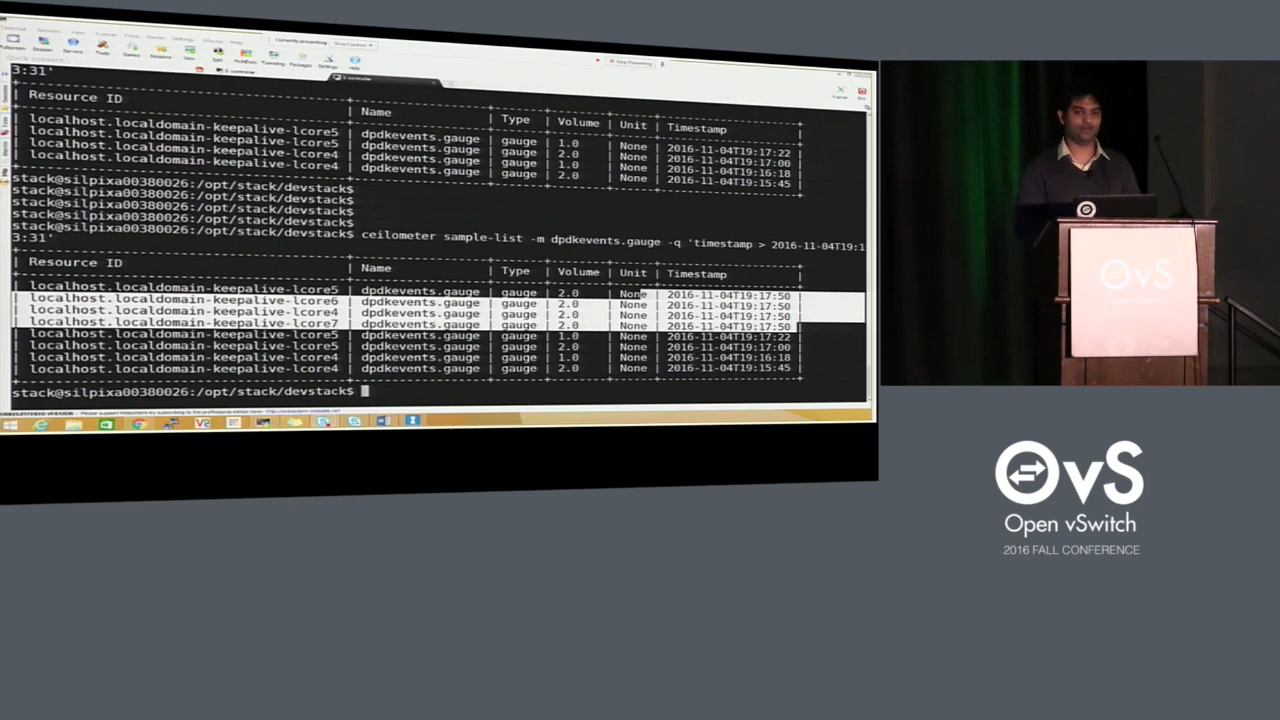 Currently presenting:
Stop Presenting
Quick connect...
3:31'
| Resource ID | Name | Type | Volume | Unit | Timestamp |
| localhost.localdomain-keepalive-lcore5 | dpdkevents.gauge | gauge | 1.0 | None | 2016-11-04T19:17:22
| localhost.localdomain-keepalive-lcore5 | dpdkevents.gauge | gauge | 2.0 | None | 2016-11-04T19:17:00
| localhost.localdomain-keepalive-lcore4 | dpdkevents.gauge | gauge | 1.0 | None | 2016-11-04T19:16:18
| localhost.localdomain-keepalive-lcore4 | dpdkevents.gauge | gauge | 2.0 | None | 2016-11-04T19:15:45
stack@silpixa00380026:/opt/stack/devstack$
stack@silpixa00380026:/opt/stack/devstack$
stack@silpixa00380026:/opt/stack/devstack$
stack@silpixa00380026:/opt/stack/devstack$
stack@silpixa00380026:/opt/stack/devstack$ ceilometer sample-list -m dpdkevents.gauge -q 'timestamp > 2016-11-04T19:1
3:31'
| Resource ID | Name | Type | Volume | Unit | Timestamp |
| localhost.localdomain-keepalive-lcore5 | dpdkevents.gauge | gauge | 2.0 | None | 2016-11-04T19:17:50 |
| localhost.localdomain-keepalive-lcore6 | dpdkevents.gauge | gauge | 2.0 | None | 2016-11-04T19:17:50 |
| localhost.localdomain-keepalive-lcore4 | dpdkevents.gauge | gauge | 2.0 | None | 2016-11-04T19:17:50 |
| localhost.localdomain-keepalive-lcore7 | dpdkevents.gauge | gauge | 2.0 | None | 2016-11-04T19:17:50 |
| localhost.localdomain-keepalive-lcore5 | dpdkevents.gauge | gauge | 1.0 | None | 2016-11-04T19:17:22 |
| localhost.localdomain-keepalive-lcore5 | dpdkevents.gauge | gauge | 2.0 | None | 2016-11-04T19:17:00 |
| localhost.localdomain-keepalive-lcore4 | dpdkevents.gauge | gauge | 1.0 | None | 2016-11-04T19:16:18 |
| localhost.localdomain-keepalive-lcore4 | dpdkevents.gauge | gauge | 2.0 | None | 2016-11-04T19:15:45 |
stack@silpixa00380026:/opt/stack/devstack$
OvS
Open vSwitch
OvS
Open vSwitch
2016 FALL CONFERENCE